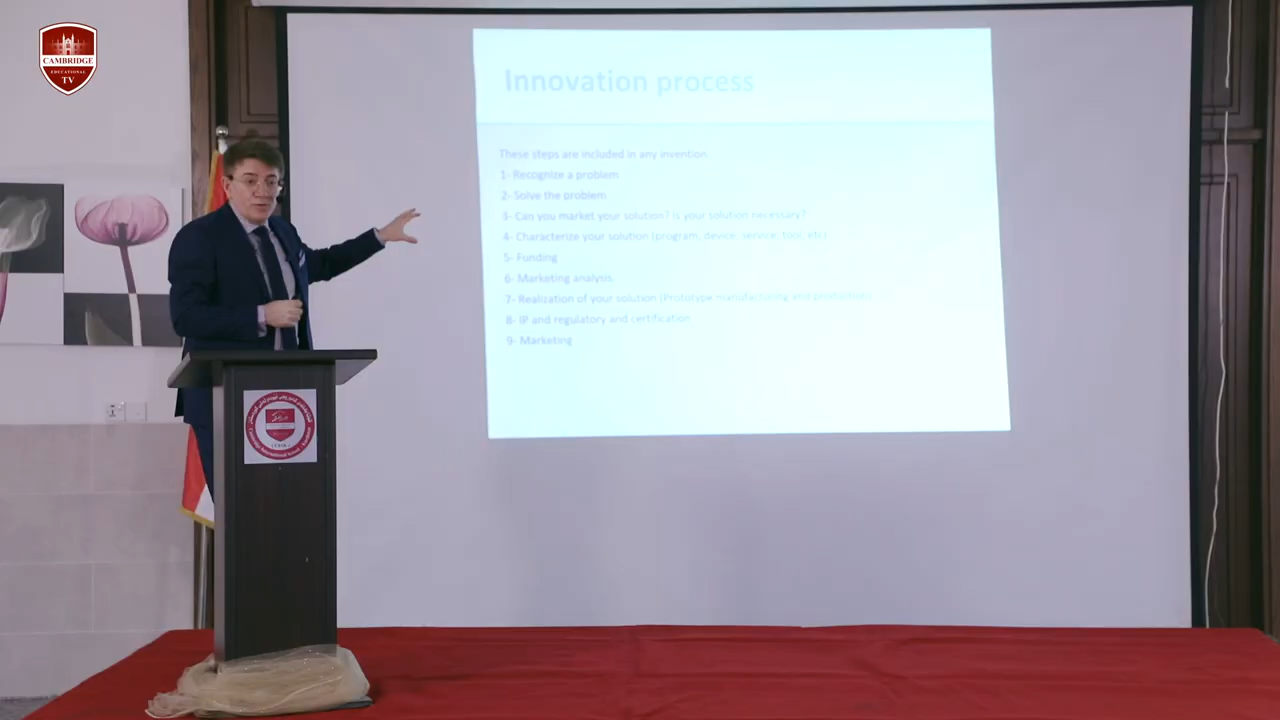 CAMBRIDGE
EDUCATIONAL
TV
Innovation process
These steps are included in any invention.
1- Recognize a problem
2- Solve the problem
3- Can you market your solution? Is your solution necessary?
4- Characterize your solution (program, device, service, tool, etc)
5- Funding
6- Marketing analysis.
7- Realization of your solution (Prototype manufacturing and production)
8- IP and regulatory and certification
9- Marketing